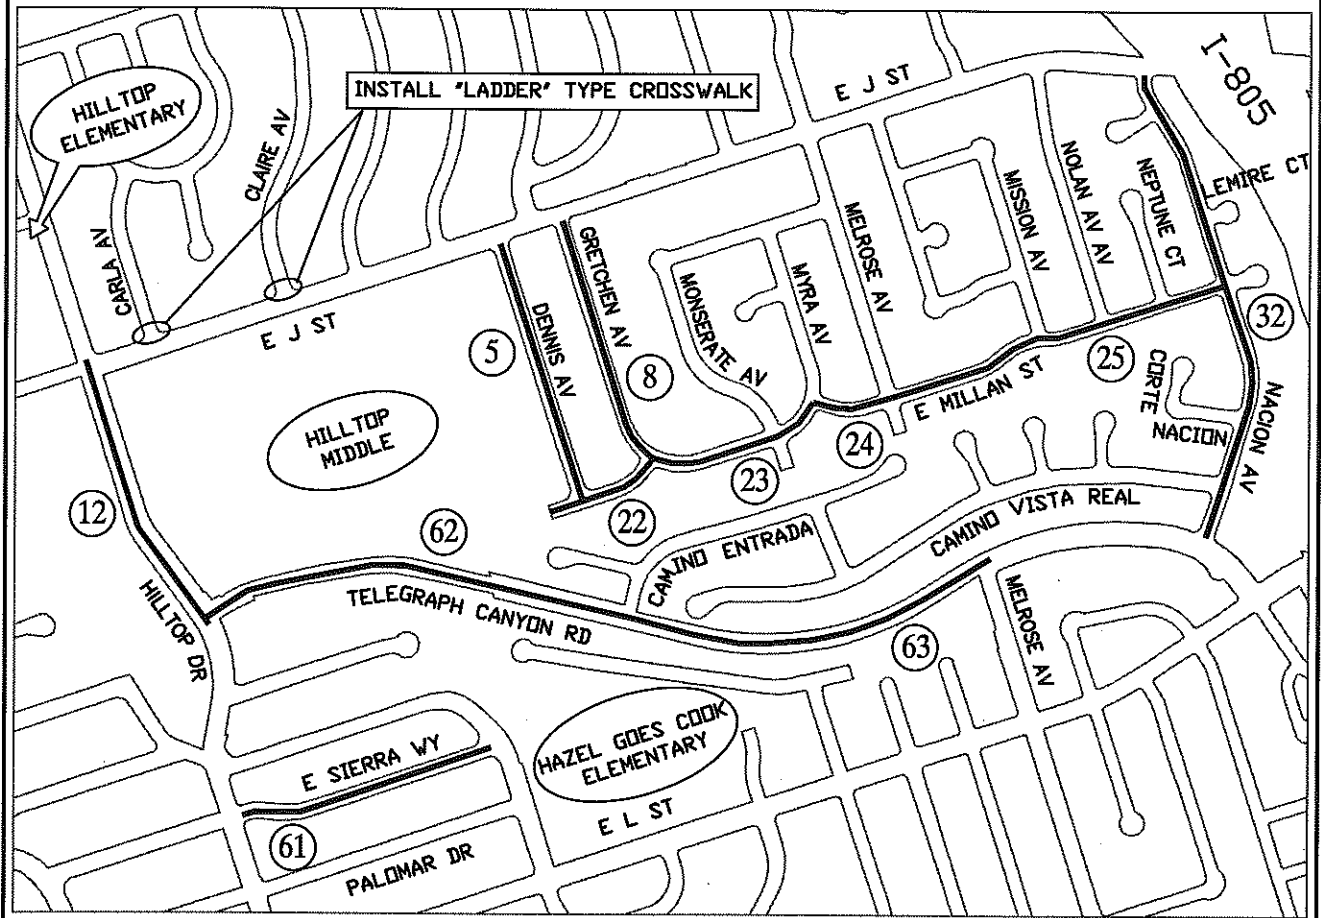 I-805
E J ST
INSTALL "LADDER" TYPE CROSSWALK
HILLTOP
ELEMENTARY
CLAIRE AV
CARLA AV
E J ST
GRETCHEN AV
DENNIS AV
MONSERATE AV
MYRA AV
MELROSE AV
MISSION AV
NOLAN AV AV
NEPTUNE CT
LEMIRE CT
5
8
32
25
E MILLAN ST
CORTE
NACION
NACION AV
HILLTOP
MIDDLE
24
23
22
12
62
CAMINO ENTRADA
CAMINO VISTA REAL
HILLTOP DR
TELEGRAPH CANYON RD
63
MELROSE AV
HAZEL GOES COOK
ELEMENTARY
E SIERRA WY
61
E L ST
PALOMAR DR